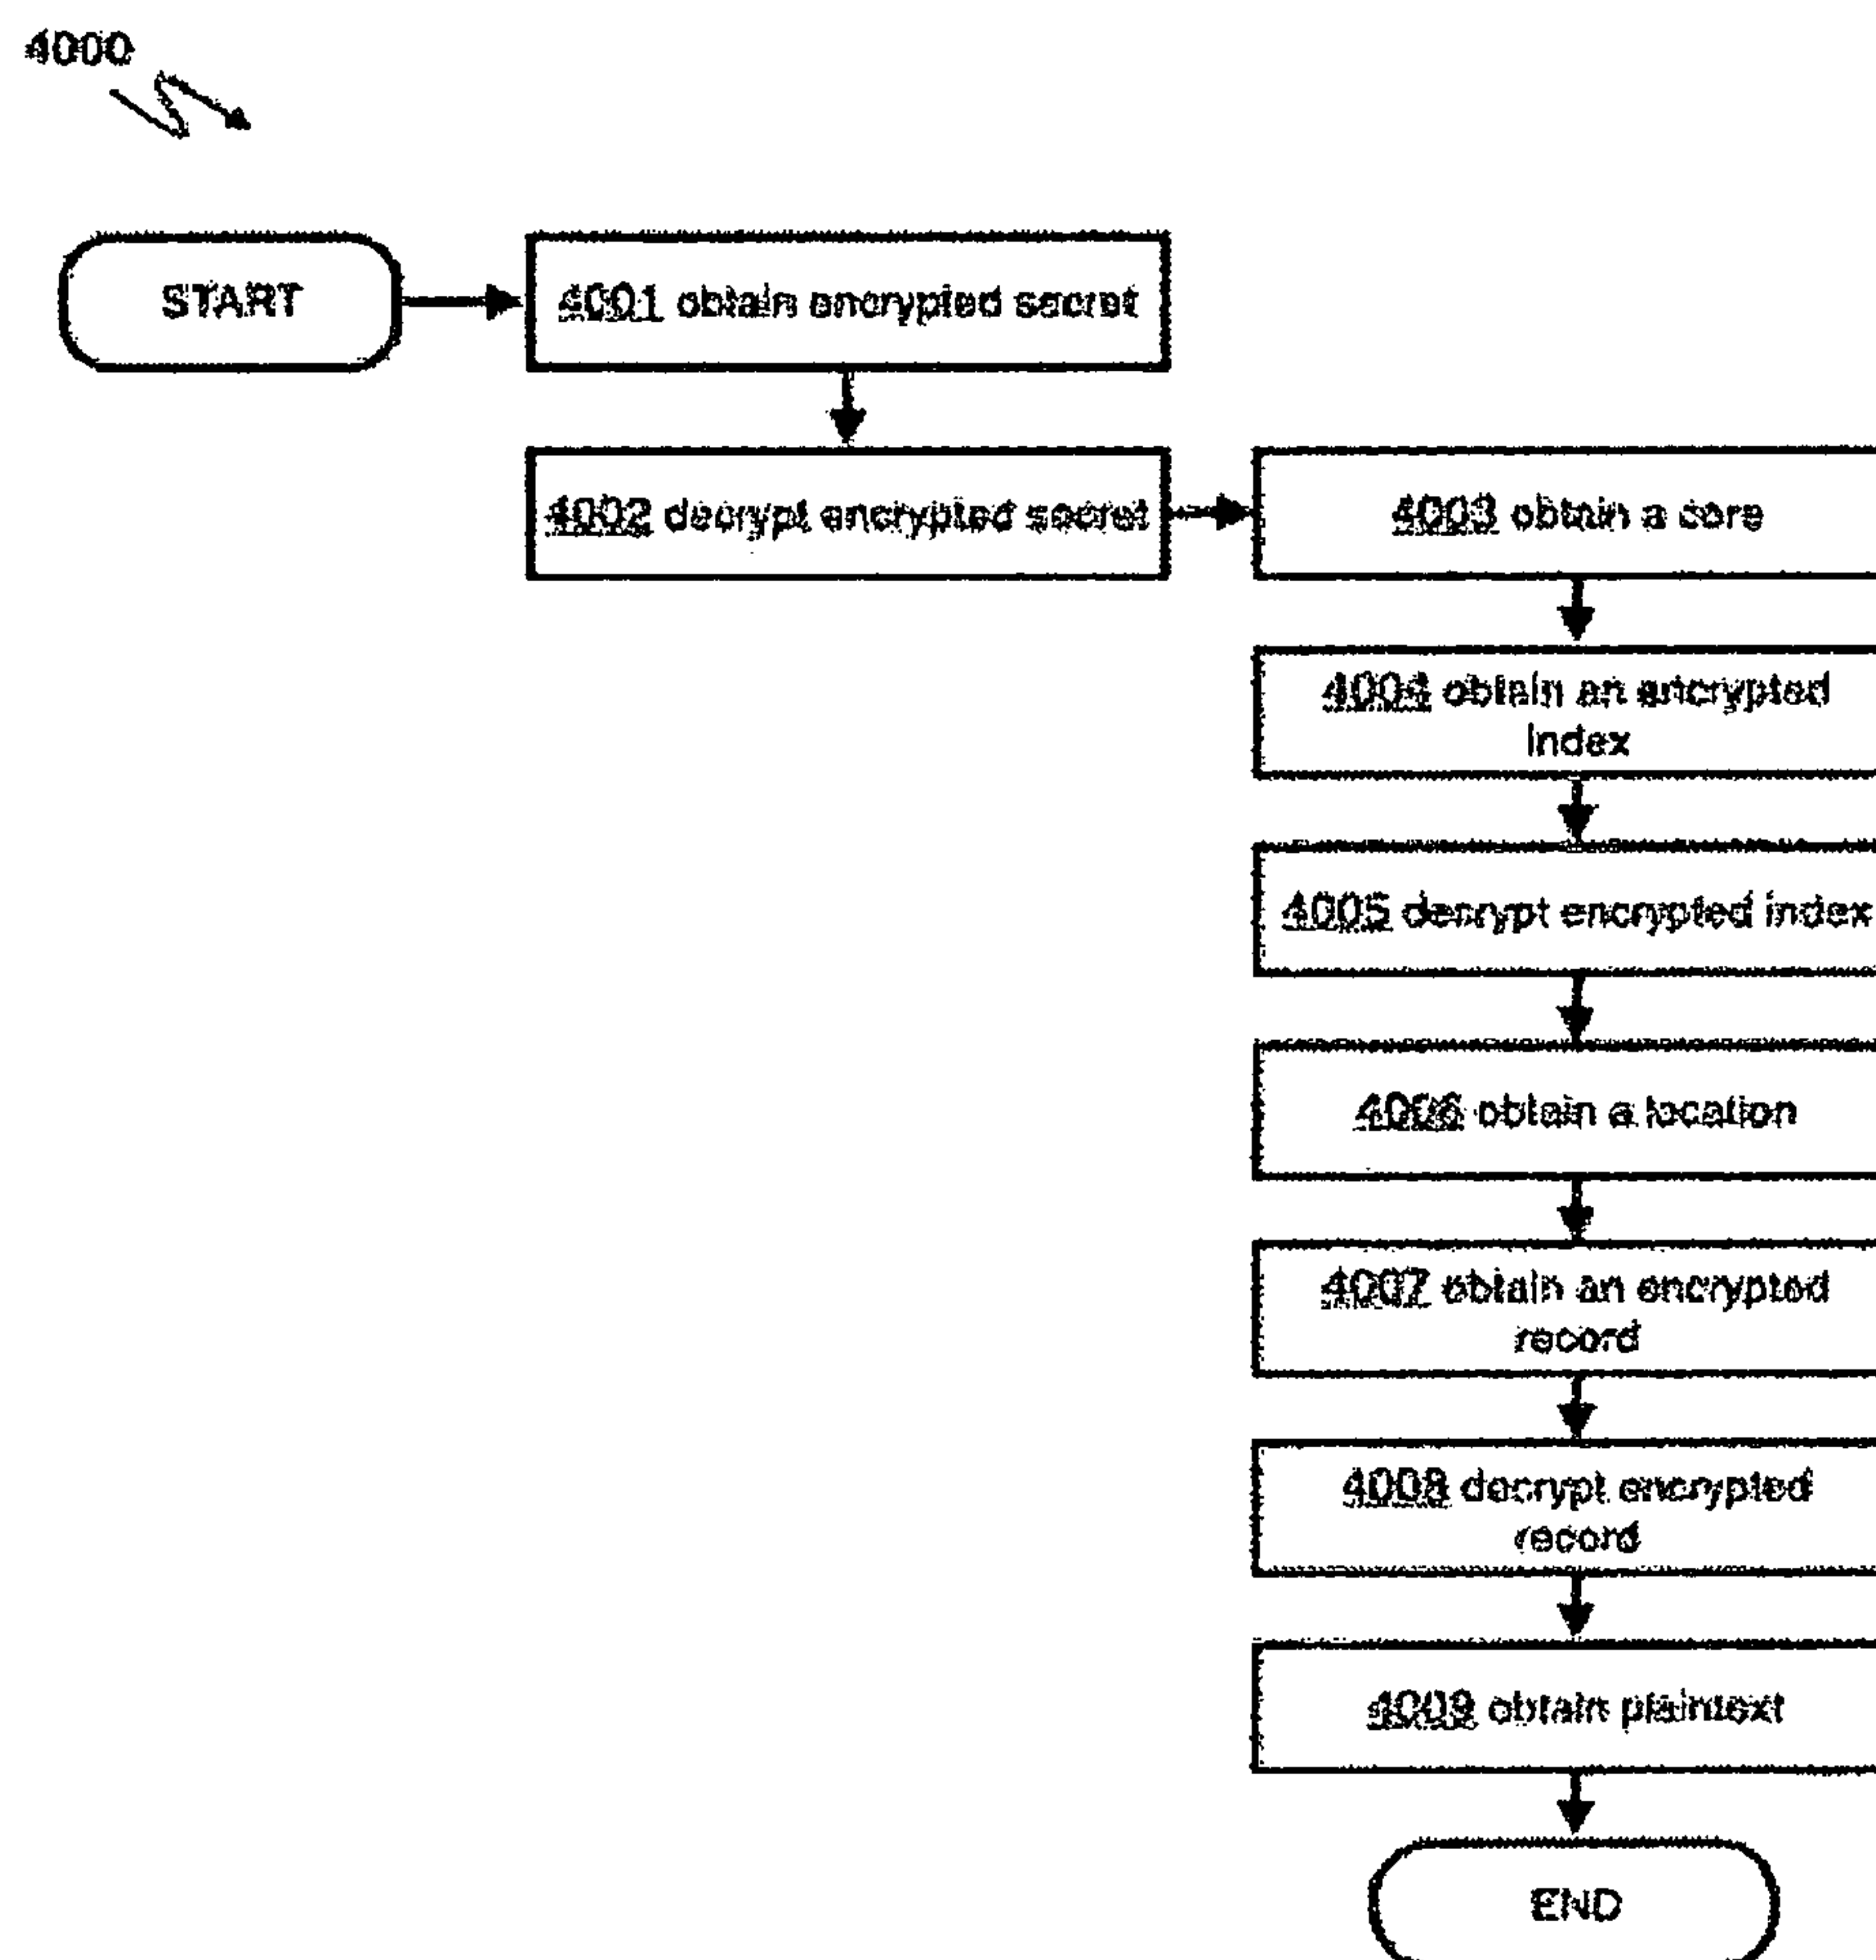 4000
START
4001 obtain encrypted secret
4002 decrypt encrypted secret
4003 obtain a core
4004 obtain an encrypted
index
4005 decrypt encrypted index
4006 obtain a location
4007 obtain an encrypted
record
4008 decrypt encrypted
record
4009 obtain plaintext
END